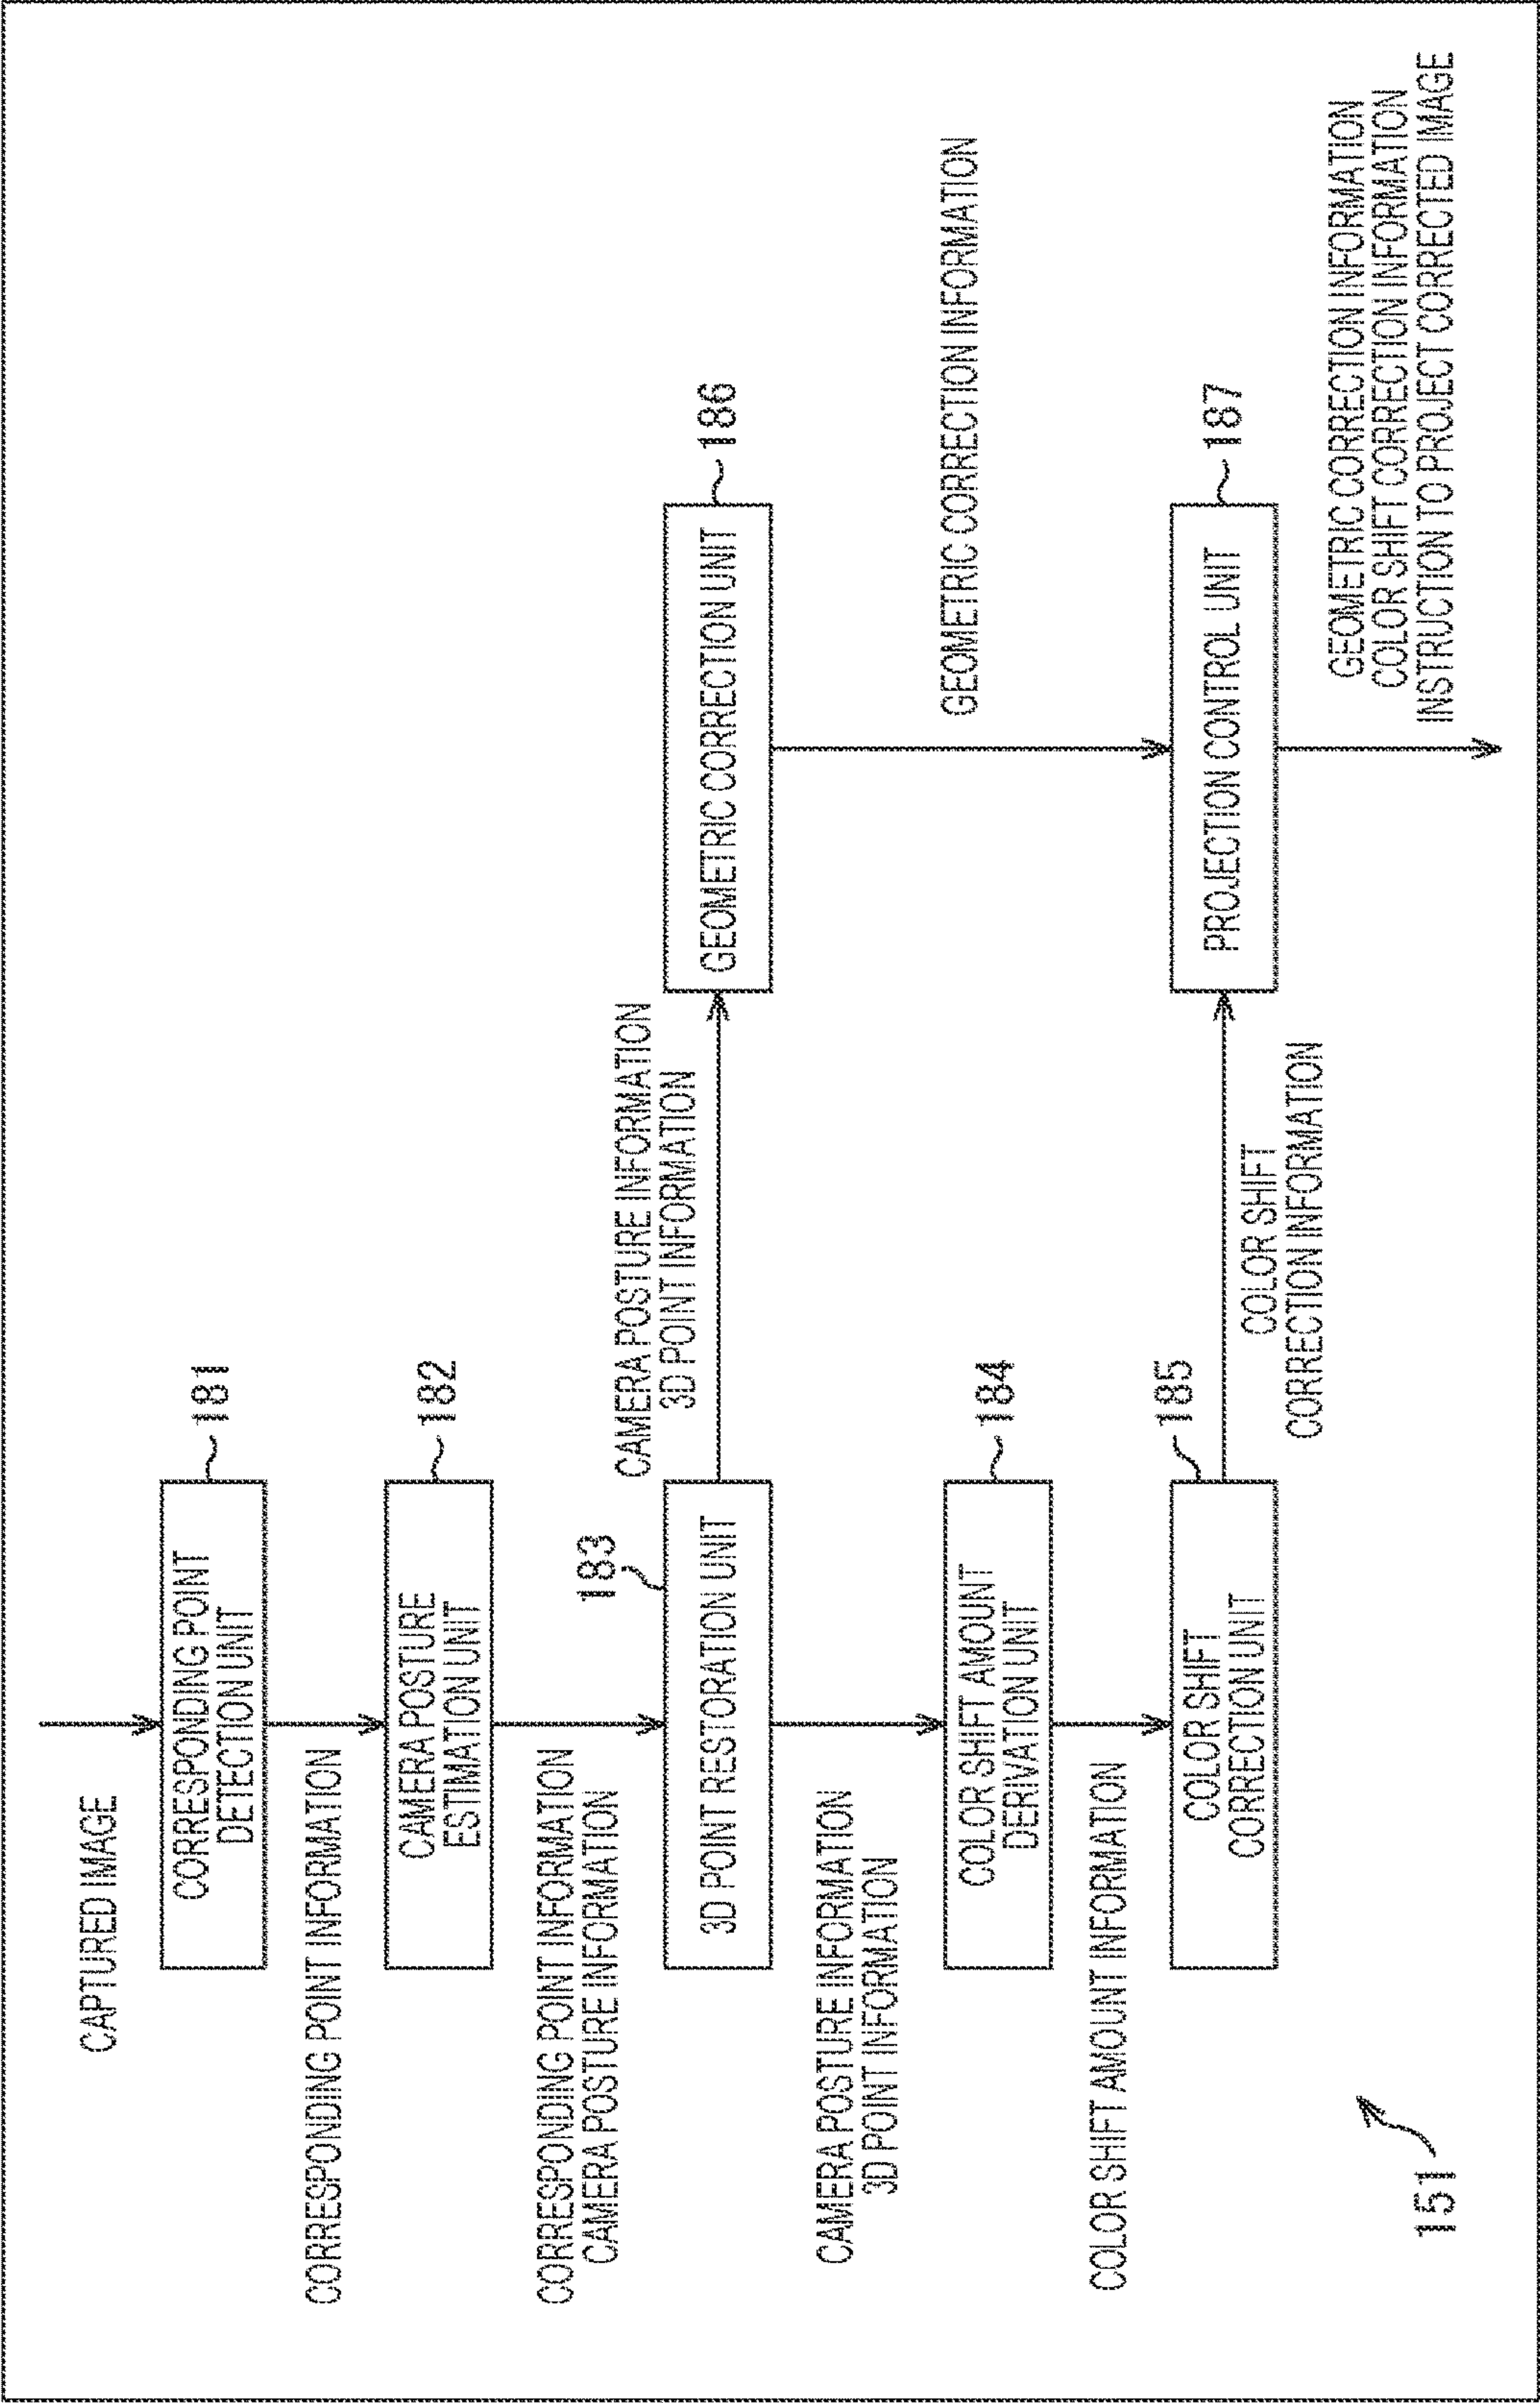 CAPTURED IMAGE
CORRESPONDING POINT
DETECTION UNIT
181
CORRESPONDING POINT INFORMATION
CAMERA POSTURE
ESTIMATION UNIT
182
CORRESPONDING POINT INFORMATION
CAMERA POSTURE INFORMATION
183
3D POINT RESTORATION UNIT
CAMERA POSTURE INFORMATION
3D POINT INFORMATION
GEOMETRIC CORRECTION UNIT
186
CAMERA POSTURE INFORMATION
3D POINT INFORMATION
GEOMETRIC CORRECTION INFORMATION
COLOR SHIFT AMOUNT
DERIVATION UNIT
184
COLOR SHIFT AMOUNT INFORMATION
COLOR SHIFT
CORRECTION UNIT
185
COLOR SHIFT
CORRECTION INFORMATION
PROJECTION CONTROL UNIT
187
GEOMETRIC CORRECTION INFORMATION
COLOR SHIFT CORRECTION INFORMATION
INSTRUCTION TO PROJECT CORRECTED IMAGE
151